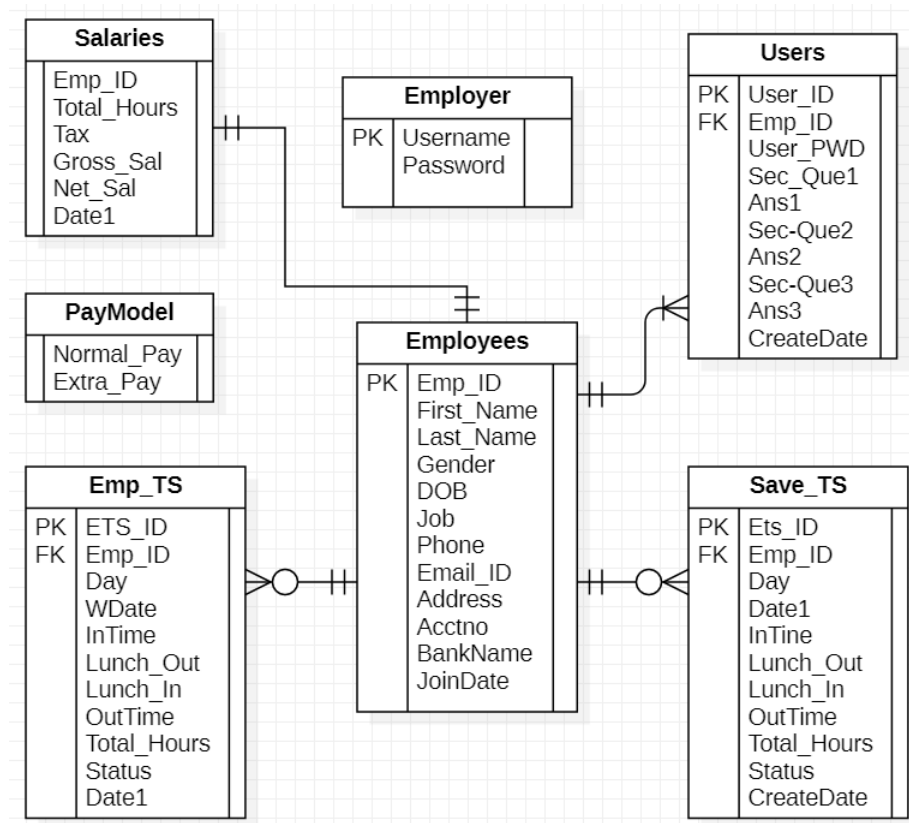 Salaries
Emp_ID
Total_Hours
Tax
Gross_Sal
Net_Sal
Date1
Employer
PK Username
Password
Users
PK User_ID
FK Emp_ID
User_PWD
Sec_Que1
Ans1
Sec-Que2
Ans2
Sec-Que3
Ans3
CreateDate
PayModel
Normal_Pay
Extra_Pay
Employees
PK Emp_ID
First_Name
Last_Name
Gender
DOB
Job
Phone
Email_ID
Address
Acctno
BankName
JoinDate
Emp_TS
PK ETS_ID
FK Emp_ID
Day
WDate
InTime
Lunch_Out
Lunch_In
OutTime
Total_Hours
Status
Date1
Save_TS
PK Ets_ID
FK Emp_ID
Day
Date1
InTine
Lunch_Out
Lunch_In
OutTime
Total_Hours
Status
CreateDate